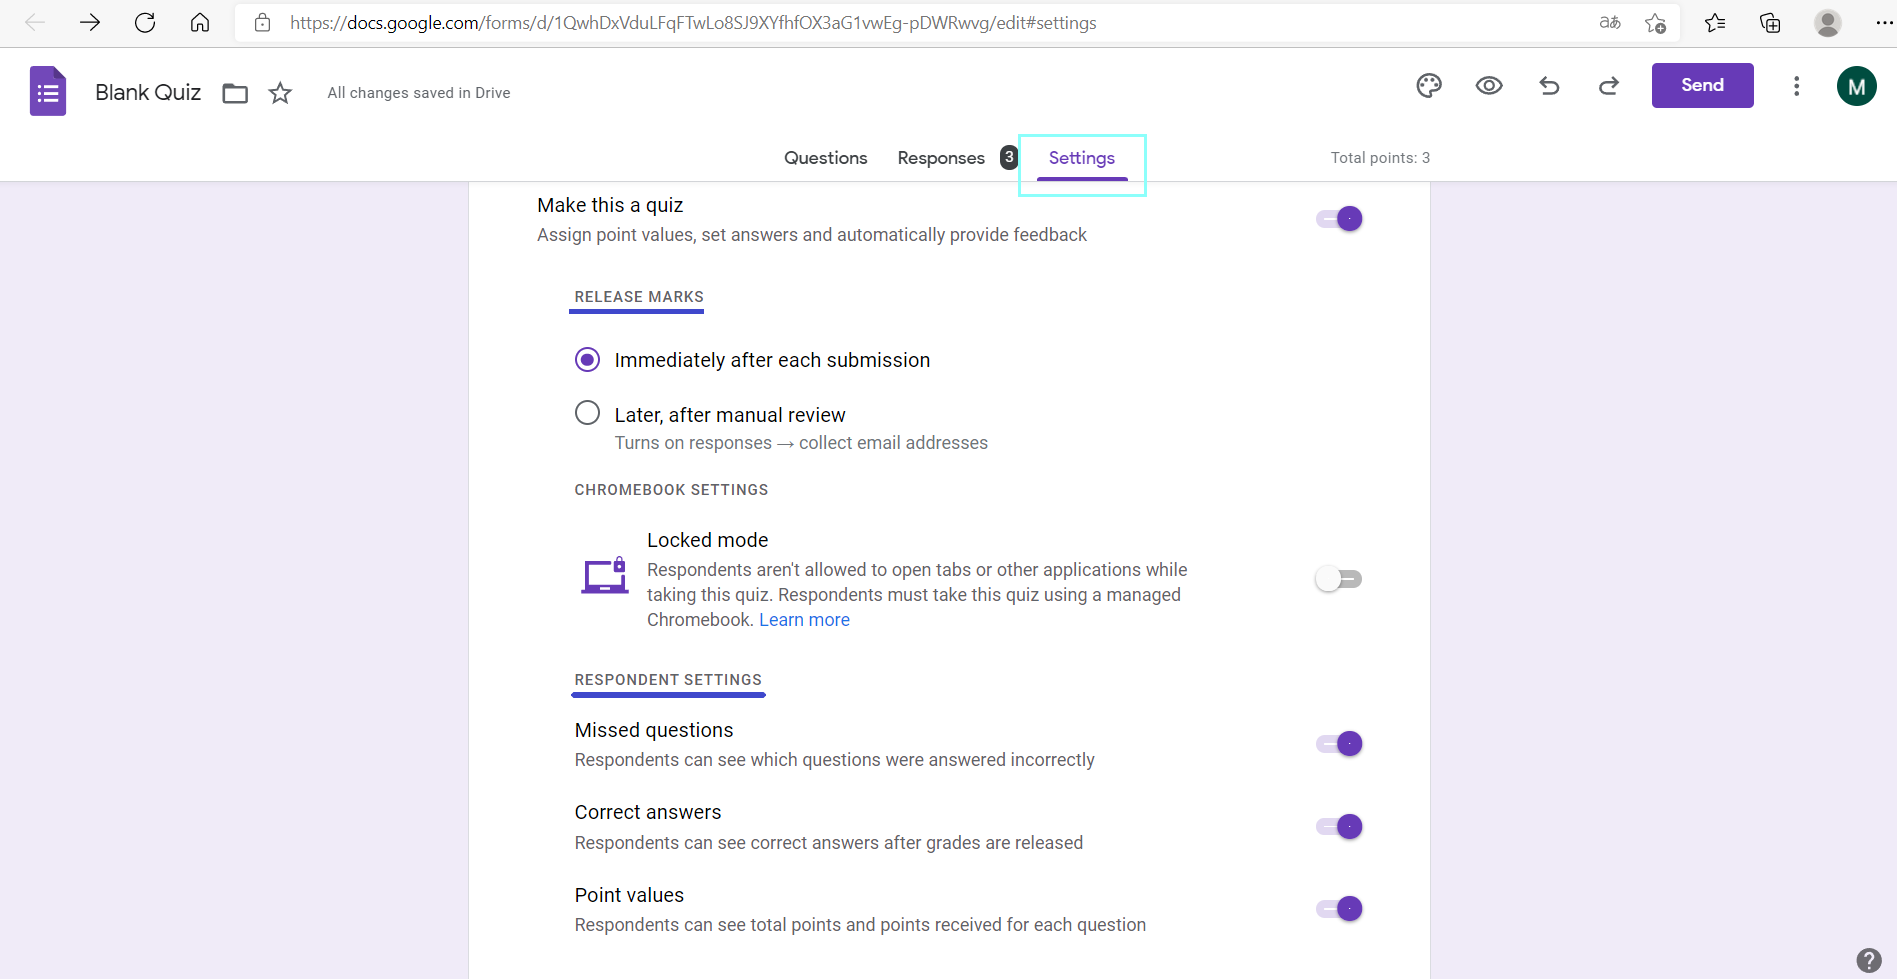 https://docs.google.com/forms/d/1QwhDxVduLFqFTwLo8SJ9XYfhfOX3aG1vwEg-pDWRwvg/edit#settings
aあ
Blank Quiz
All changes saved in Drive
Send
M
Questions
Responses
3
Settings
Total points: 3
Make this a quiz
Assign point values, set answers and automatically provide feedback
RELEASE MARKS
Immediately after each submission
Later, after manual review
Turns on responses → collect email addresses
CHROMEBOOK SETTINGS
Locked mode
Respondents aren't allowed to open tabs or other applications while
taking this quiz. Respondents must take this quiz using a managed
Chromebook. Learn more
RESPONDENT SETTINGS
Missed questions
Respondents can see which questions were answered incorrectly
Correct answers
Respondents can see correct answers after grades are released
Point values
Respondents can see total points and points received for each question
?